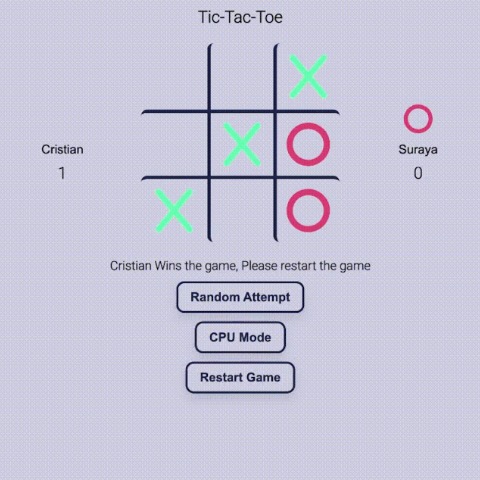 Tic-Tac-Toe
Cristian
1
Suraya
0
Cristian Wins the game, Please restart the game
Random Attempt
CPU Mode
Restart Game